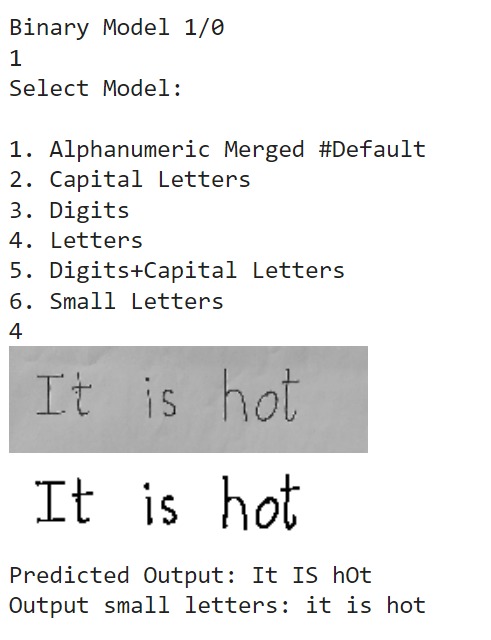 Binary Model 1/0
1
Select Model:
1. Alphanumeric Merged #Default
2. Capital Letters
3. Digits
4. Letters
5. Digits+Capital Letters
6. Small Letters
4
It is hot
It is hot
Predicted Output: It IS hOt
Output small letters: it is hot